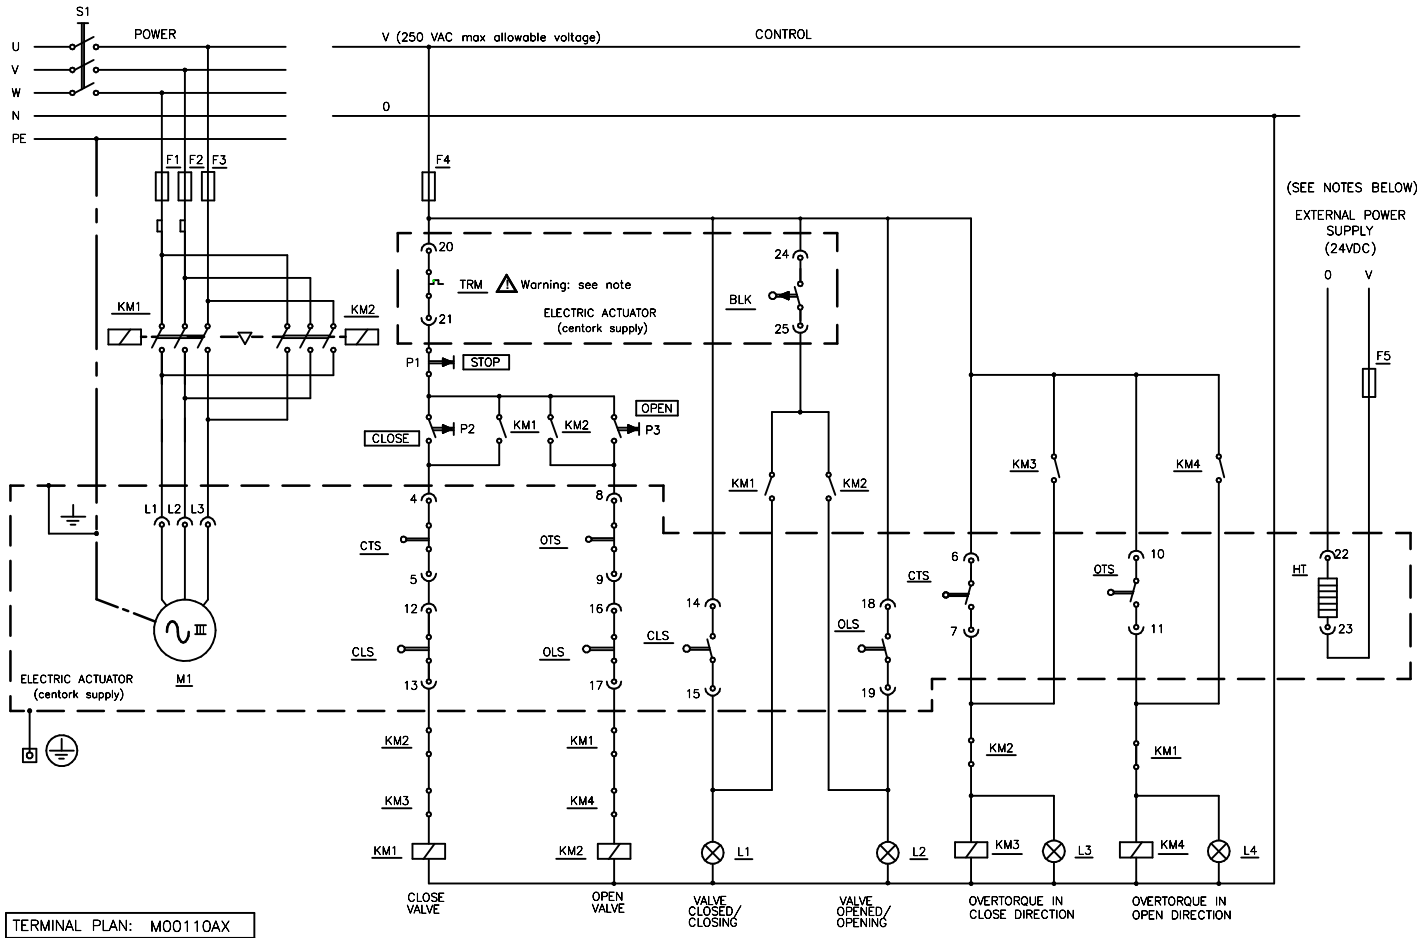 S1
POWER
V (250 VAC max allowable voltage)
CONTROL
U
V
W
N
PE
0
F1 F2 F3
F4
(SEE NOTES BELOW)
EXTERNAL POWER
SUPPLY
(24VDC)
0 V
20
24
TRM
Warning: see note
BLK
ELECTRIC ACTUATOR
(centork supply)
21
25
KM1
KM2
P1
STOP
F5
OPEN
CLOSE
P2
KM1
KM2
P3
KM3
KM4
KM1
KM2
L1 L2 L3
4
8
CTS
OTS
5
9
12
16
CLS
OLS
13
17
14
18
CLS
OLS
15
19
6
10
CTS
OTS
7
11
22
HT
23
III
M1
ELECTRIC ACTUATOR
(centork supply)
KM2
KM1
KM2
KM1
KM3
KM4
KM1
KM2
L1
L2
KM3
L3
KM4
L4
CLOSE
VALVE
OPEN
VALVE
VALVE
CLOSED/
CLOSING
VALVE
OPENED/
OPENING
OVERTORQUE IN
CLOSE DIRECTION
OVERTORQUE IN
OPEN DIRECTION
TERMINAL PLAN: M00110AX